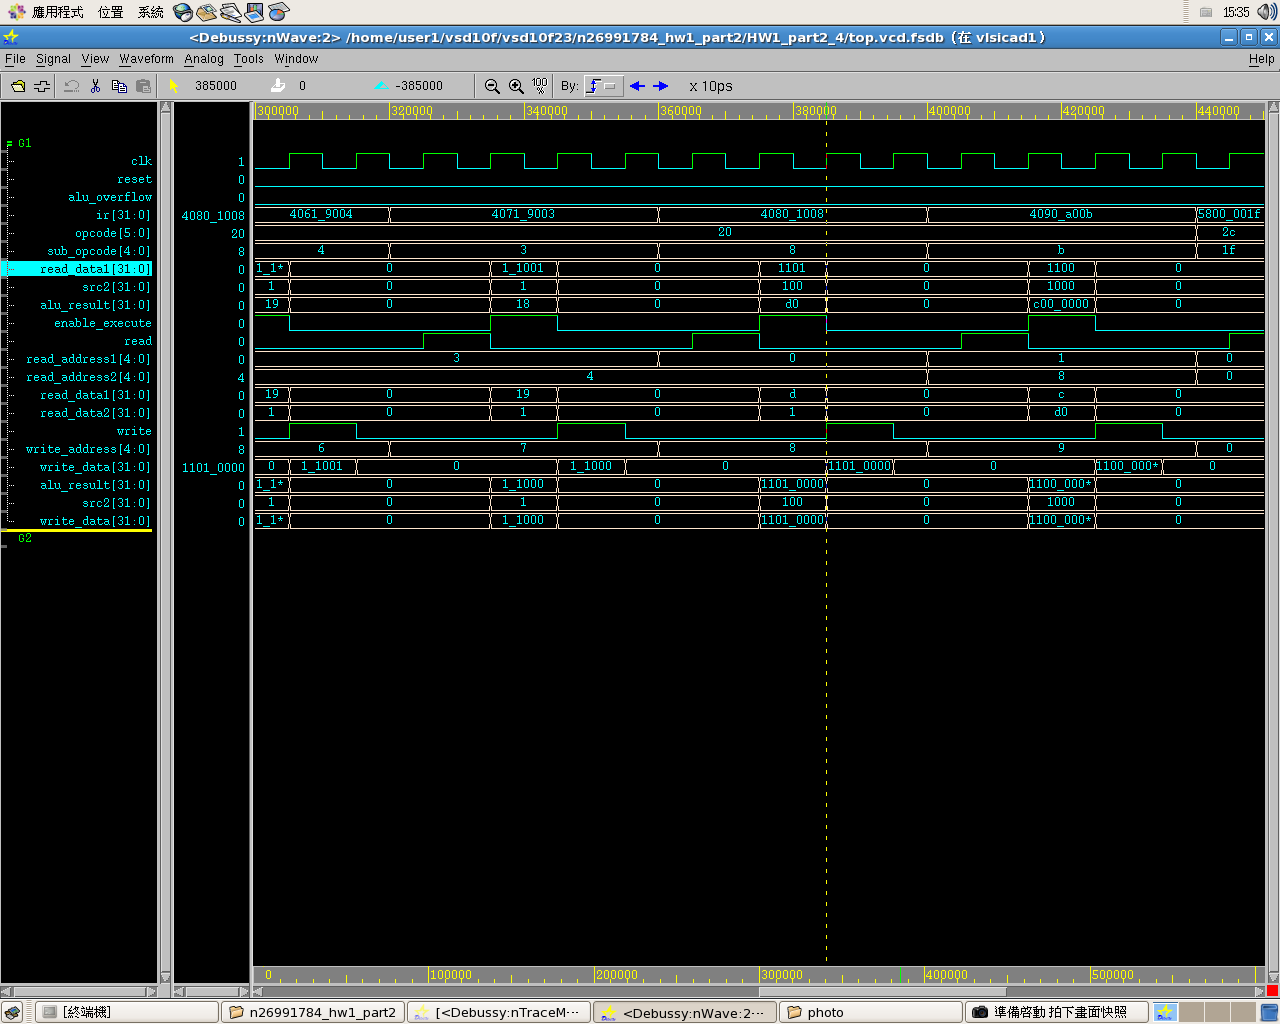 應用程式 位置 系統 15:35
<Debussy:nWave:2> /home/user1/vsd10f/vsd10f23/n26991784_hw1_part2/HW1_part2_4/top.vcd.fsdb (在 vlsicad1)
File Signal View Waveform Analog Tools Window Help
385000 0 -385000 100% By: x 10ps
300000 320000 340000 360000 380000 400000 420000 440000
G1
clk 1
reset 0
alu_overflow 0
ir[31:0] 4080_1008 4061_9004 4071_9003 4080_1008 4090_a00b 5800_001f
opcode[5:0] 20 20 2c
sub_opcode[4:0] 8 4 3 8 b 1f
read_data1[31:0] 0 1_1* 0 1_1001 0 1101 0 1100 0
src2[31:0] 0 1 0 1 0 100 0 1000 0
alu_result[31:0] 0 19 0 18 0 d0 0 c00_0000 0
enable_execute 0
read 0
read_address1[4:0] 0 3 0 1 0
read_address2[4:0] 4 4 8 0
read_data1[31:0] 0 19 0 19 0 d 0 c 0
read_data2[31:0] 0 1 0 1 0 1 0 d0 0
write 1
write_address[4:0] 8 6 7 8 9 0
write_data[31:0] 1101_0000 0 1_1001 0 1_1000 0 1101_0000 0 1100_000* 0
alu_result[31:0] 0 1_1* 0 1_1000 0 1101_0000 0 1100_000* 0
src2[31:0] 0 1 0 1 0 100 0 1000 0
write_data[31:0] 0 1_1* 0 1_1000 0 1101_0000 0 1100_000* 0
G2
0 100000 200000 300000 400000 500000
[終端機] n26991784_hw1_part2 [<Debussy:nTraceM··· <Debussy:nWave:2··· photo 準備啓動 拍下畫面快照